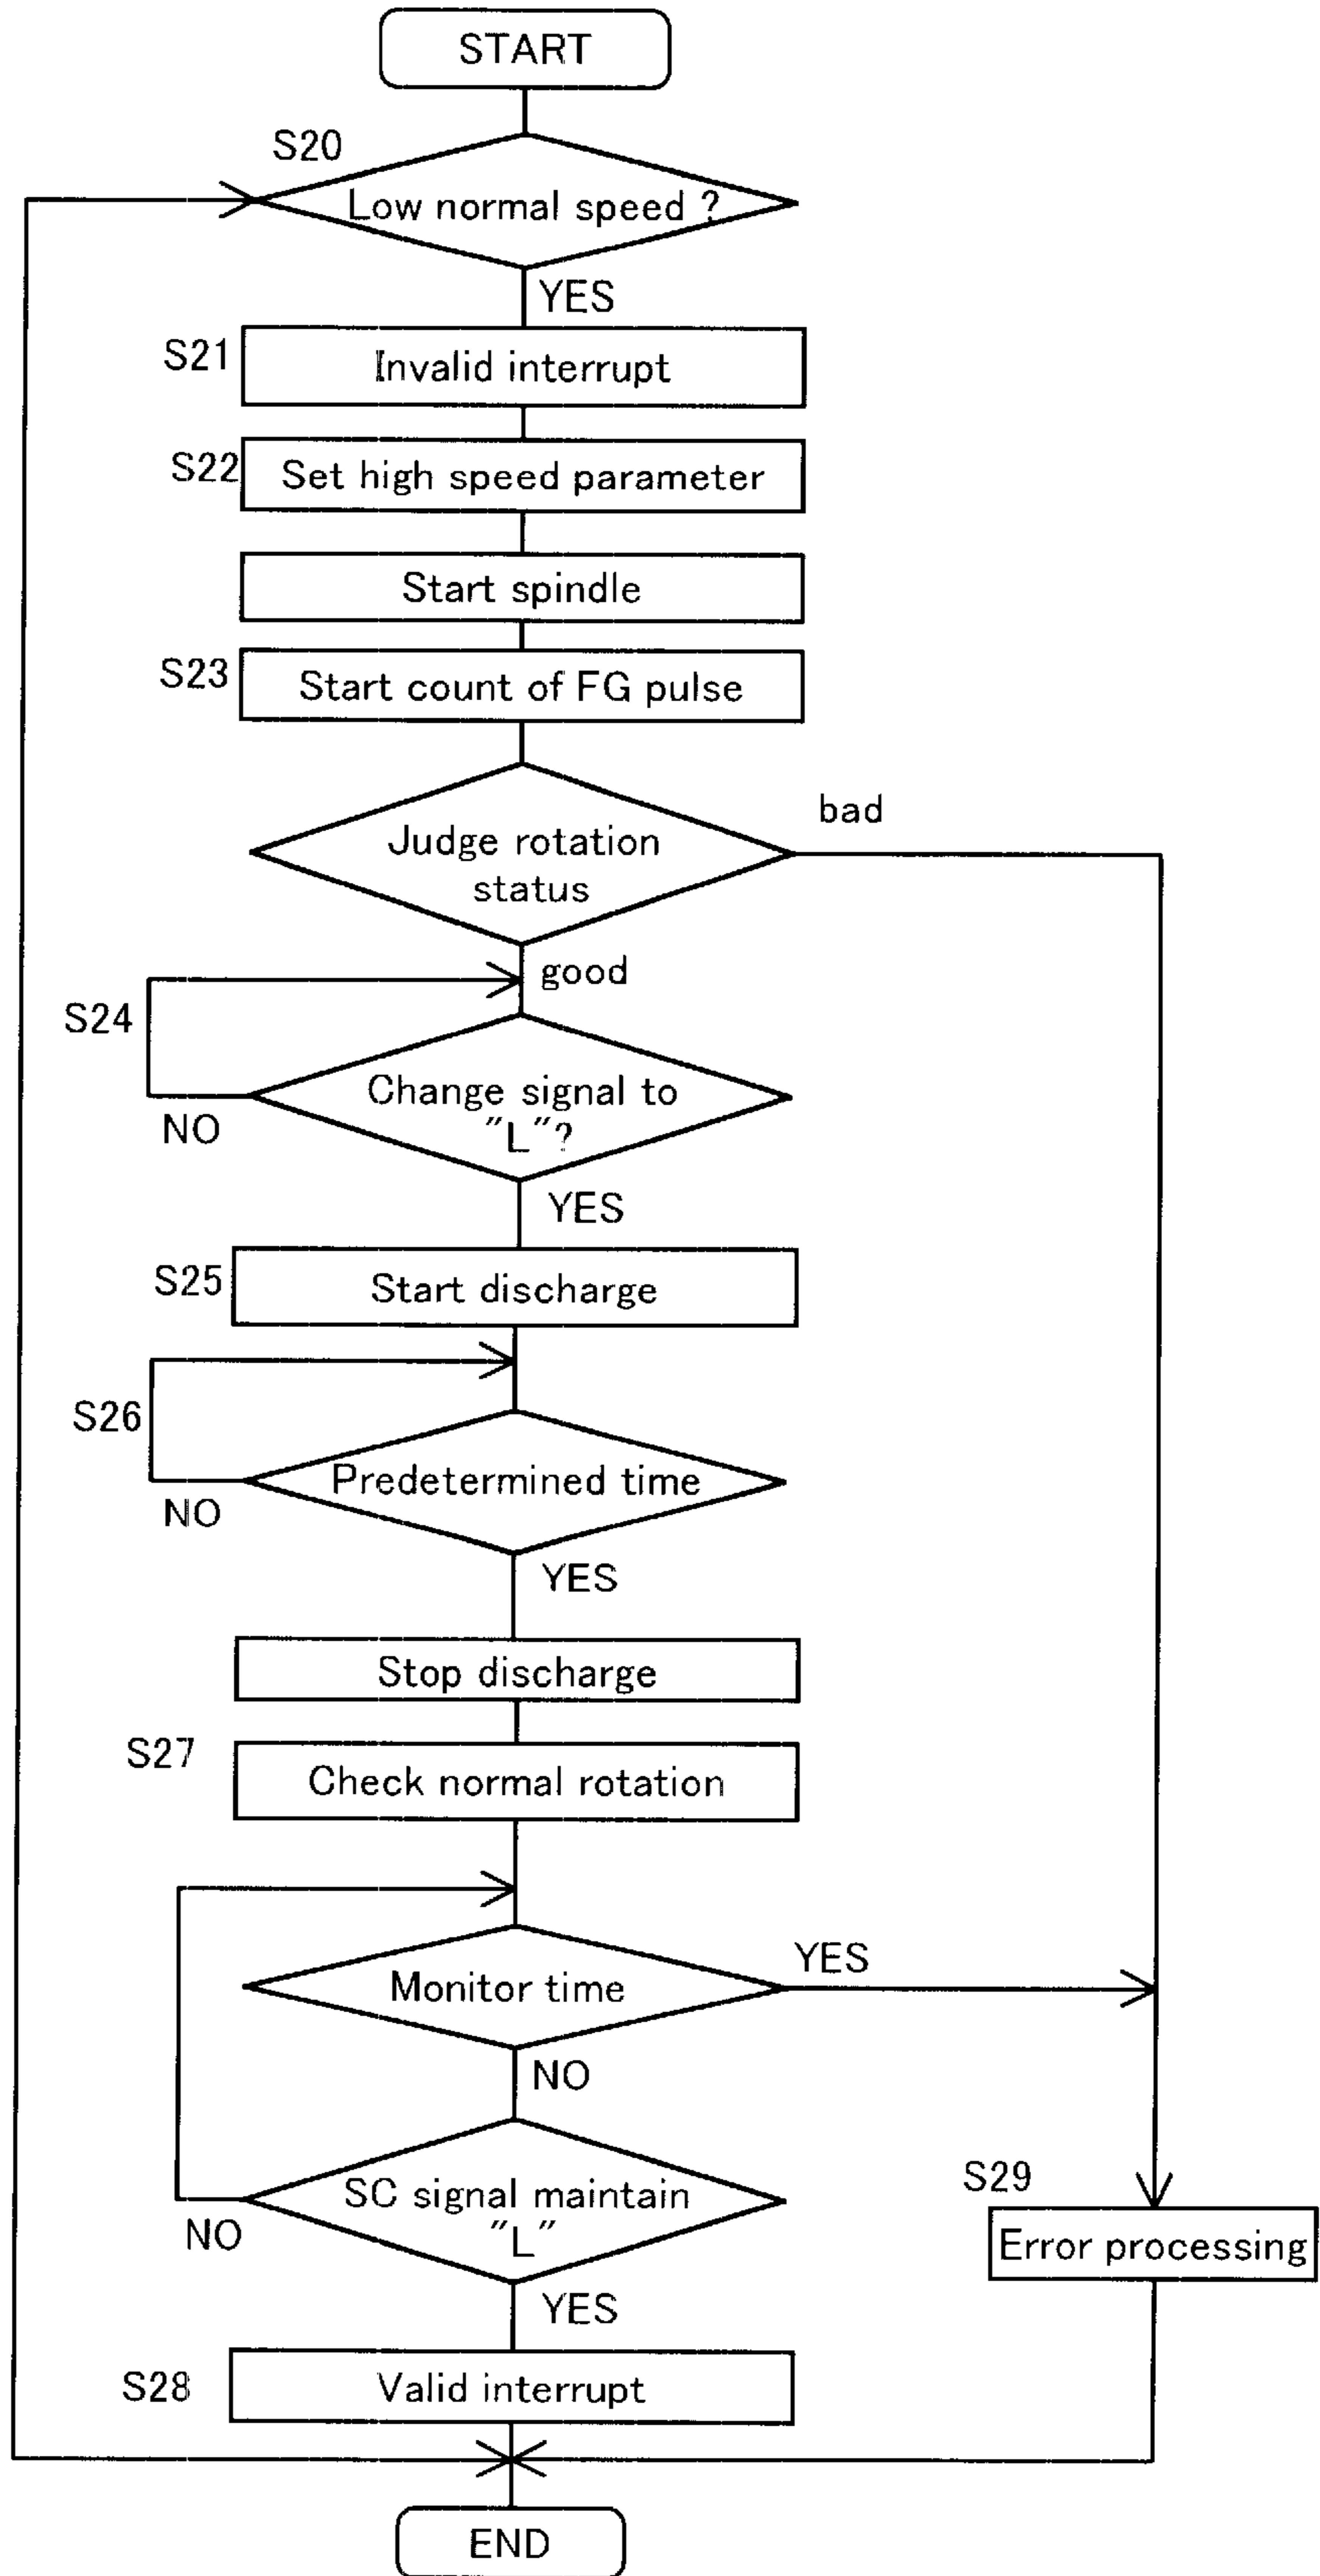 START
S20
Low normal speed ?
YES
S21
Invalid interrupt
S22
Set high speed parameter
Start spindle
S23
Start count of FG pulse
bad
Judge rotation
status
good
S24
Change signal to
"L"?
NO
YES
S25
Start discharge
S26
Predetermined time
NO
YES
Stop discharge
S27
Check normal rotation
YES
Monitor time
NO
S29
SC signal maintain
"L"
NO
Error processing
YES
S28
Valid interrupt
END